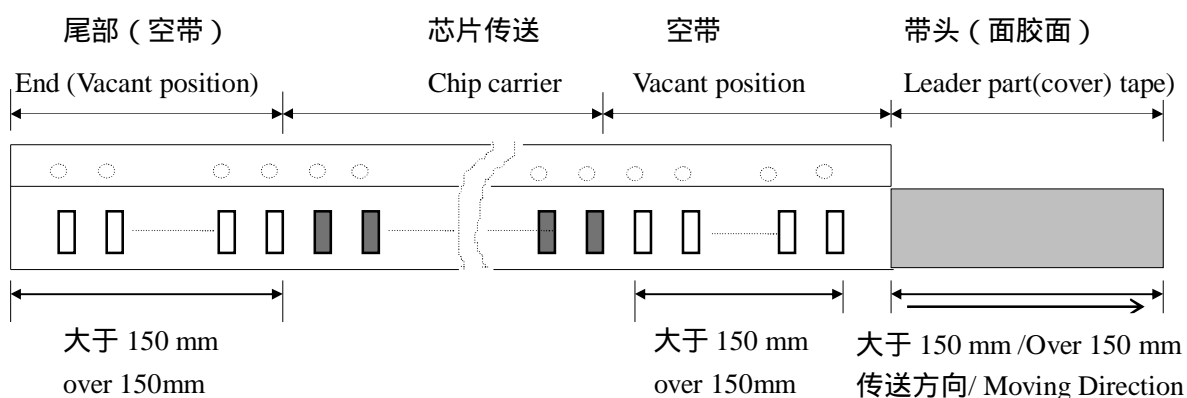 尾部（空带） 芯片传送 空带 带头（面胶面）
End (Vacant position) Chip carrier Vacant position Leader part(cover) tape)
大于 150 mm 大于 150 mm 大于 150 mm /Over 150 mm
over 150mm over 150mm 传送方向/ Moving Direction